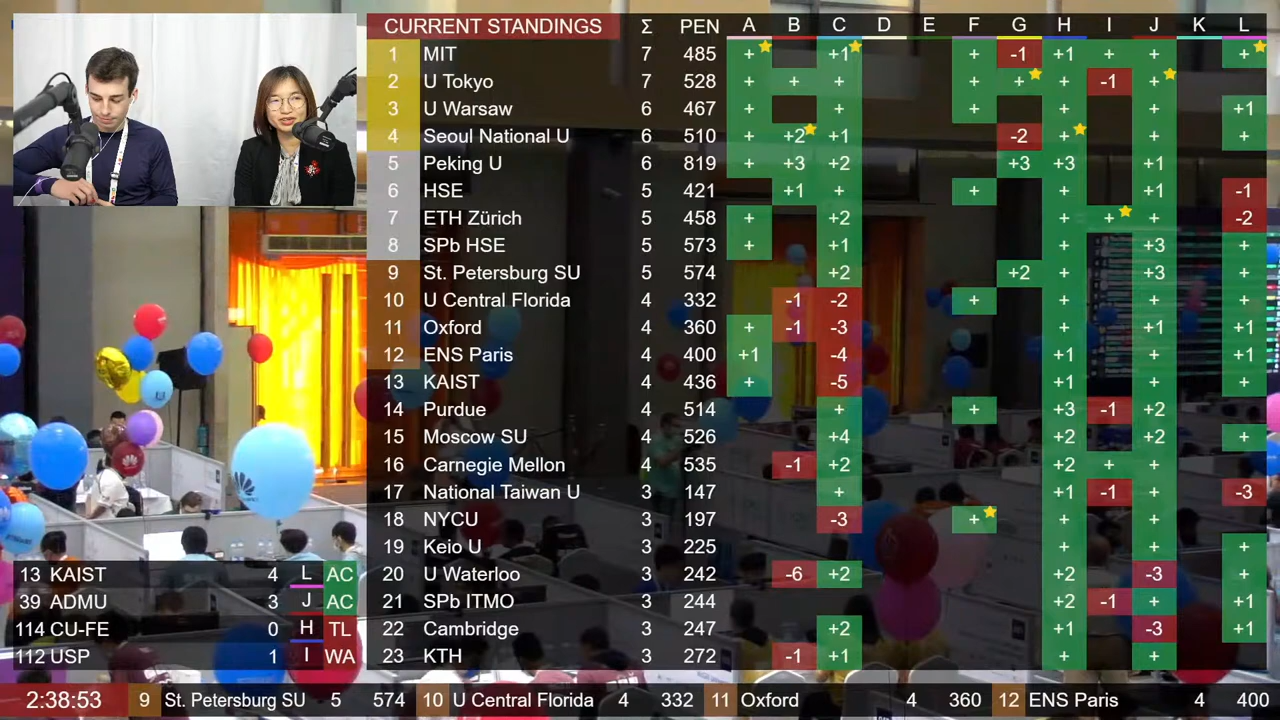 CURRENT STANDINGS Σ PEN A B C D E F G H I J K L
1 MIT 7 485 + +1 + -1 +1 + + +
2 U Tokyo 7 528 + + + + + + -1 +
3 U Warsaw 6 467 + + + + + +1
4 Seoul National U 6 510 + +2 +1 -2 + + +
5 Peking U 6 819 + +3 +2 +3 +3 +1
6 HSE 5 421 +1 + + + +1 -1
7 ETH Zürich 5 458 + +2 + + + -2
8 SPb HSE 5 573 + +1 + +3 +
9 St. Petersburg SU 5 574 +2 +2 + +3 +
10 U Central Florida 4 332 -1 -2 + + + +
11 Oxford 4 360 + -1 -3 + +1 +1
12 ENS Paris 4 400 +1 -4 +1 + +1
13 KAIST 4 436 + -5 +1 + +
14 Purdue 4 514 + + +3 -1 +2
15 Moscow SU 4 526 +4 +2 +2 +
16 Carnegie Mellon 4 535 -1 +2 +2 + +
17 National Taiwan U 3 147 + +1 -1 + -3
18 NYCU 3 197 -3 + + +
19 Keio U 3 225 + + +
20 U Waterloo 3 242 -6 +2 +2 -3 +
21 SPb ITMO 3 244 +2 -1 + +1
22 Cambridge 3 247 +2 +1 -3 +1
23 KTH 3 272 -1 +1 + +
13 KAIST 4 L AC
39 ADMU 3 J AC
114 CU-FE 0 H TL
112 USP 1 I WA
2:38:53 9 St. Petersburg SU 5 574 10 U Central Florida 4 332 11 Oxford 4 360 12 ENS Paris 4 400
HUAWEI